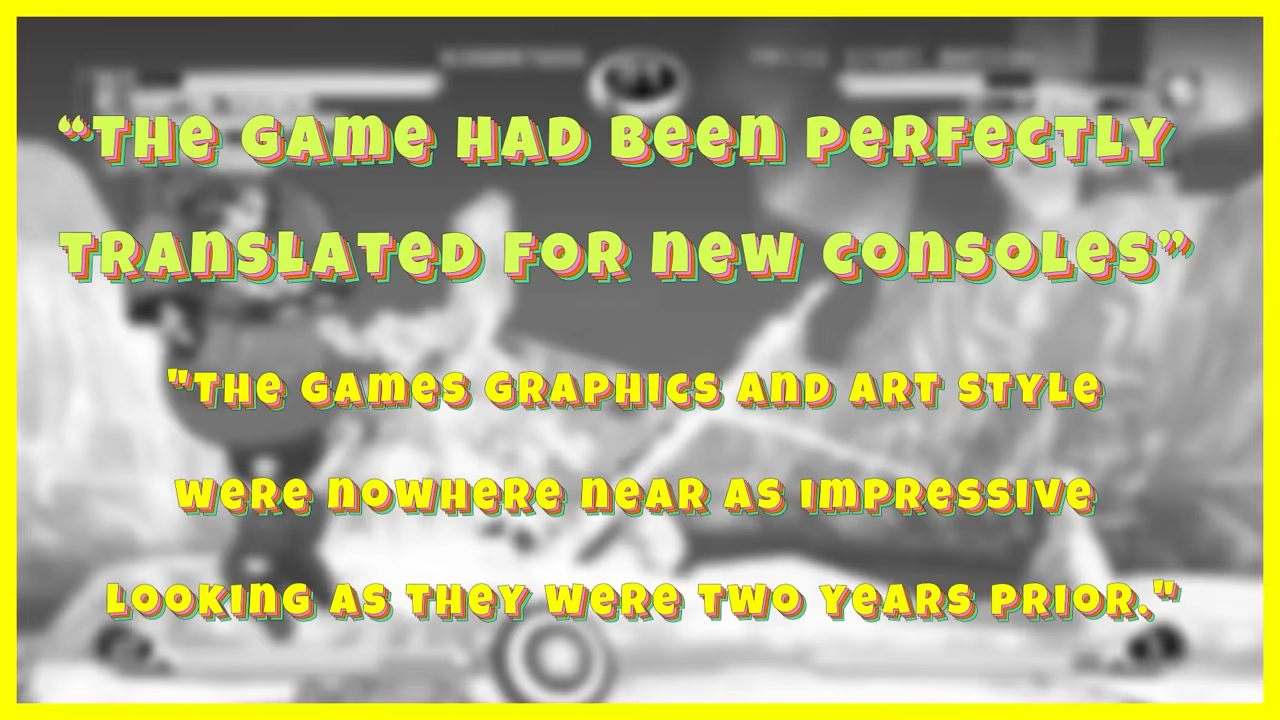 “THE GAME HAD BEEN PERFECTLY
TRANSLATED FOR NEW CONSOLES”
"THE GAMES GRAPHICS AND ART STYLE
WERE NOWHERE NEAR AS IMPRESSIVE
LOOKING AS THEY WERE TWO YEARS PRIOR."